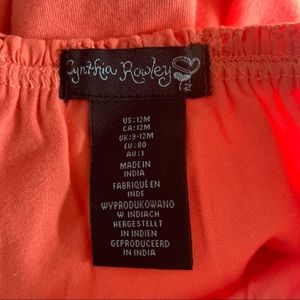 Cynthia Rowley
US:12M
CA:12M
UK:9-12M
EU:80
AU:1
MADE IN
INDIA
FABRIQUÉ EN
INDE
WYPRODUKOWANO
W INDIACH
HERGESTELLT
IN INDIEN
GEPRODUCEERD
IN INDIA